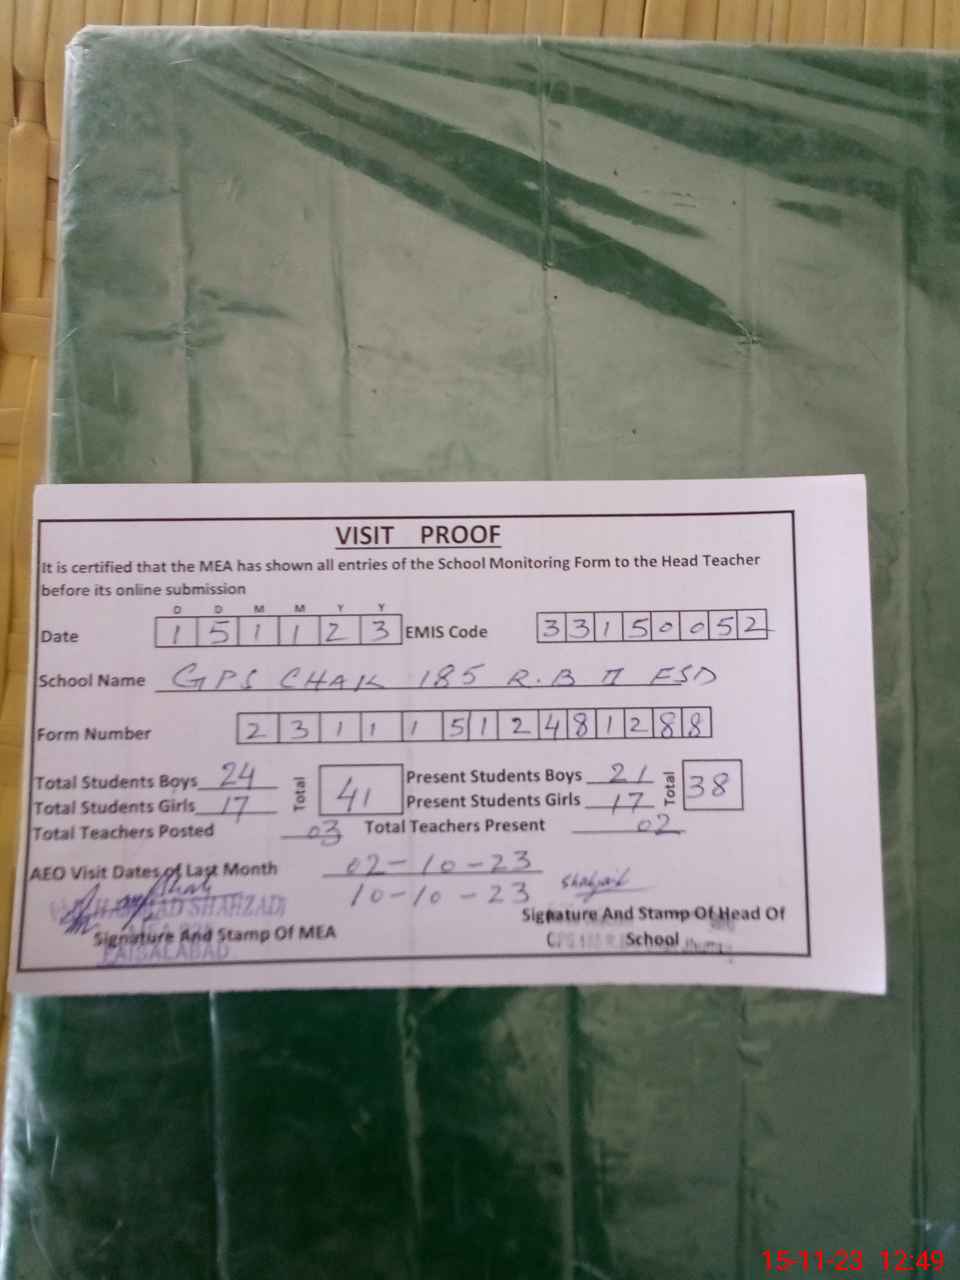 VISIT PROOF
It is certified that the MEA has shown all entries of the School Monitoring Form to the Head Teacher
before its online submission
D D M M Y Y
Date 1 5 1 1 2 3 EMIS Code 3 3 1 5 0 0 5 2
School Name GPS CHAK 185 R.B II FSD
Form Number 2 3 1 1 1 5 1 2 4 8 1 2 8 8
Total Students Boys 24 Total 41 Present Students Boys 21 Total 38
Total Students Girls 17 Present Students Girls 17
Total Teachers Posted 03 Total Teachers Present 02
AEO Visit Dates of Last Month 02-10-23
10-10-23
SHAHZAD
Signature And Stamp Of MEA
FAISALABAD
Signature And Stamp Of Head Of
School
15-11-23 12:49